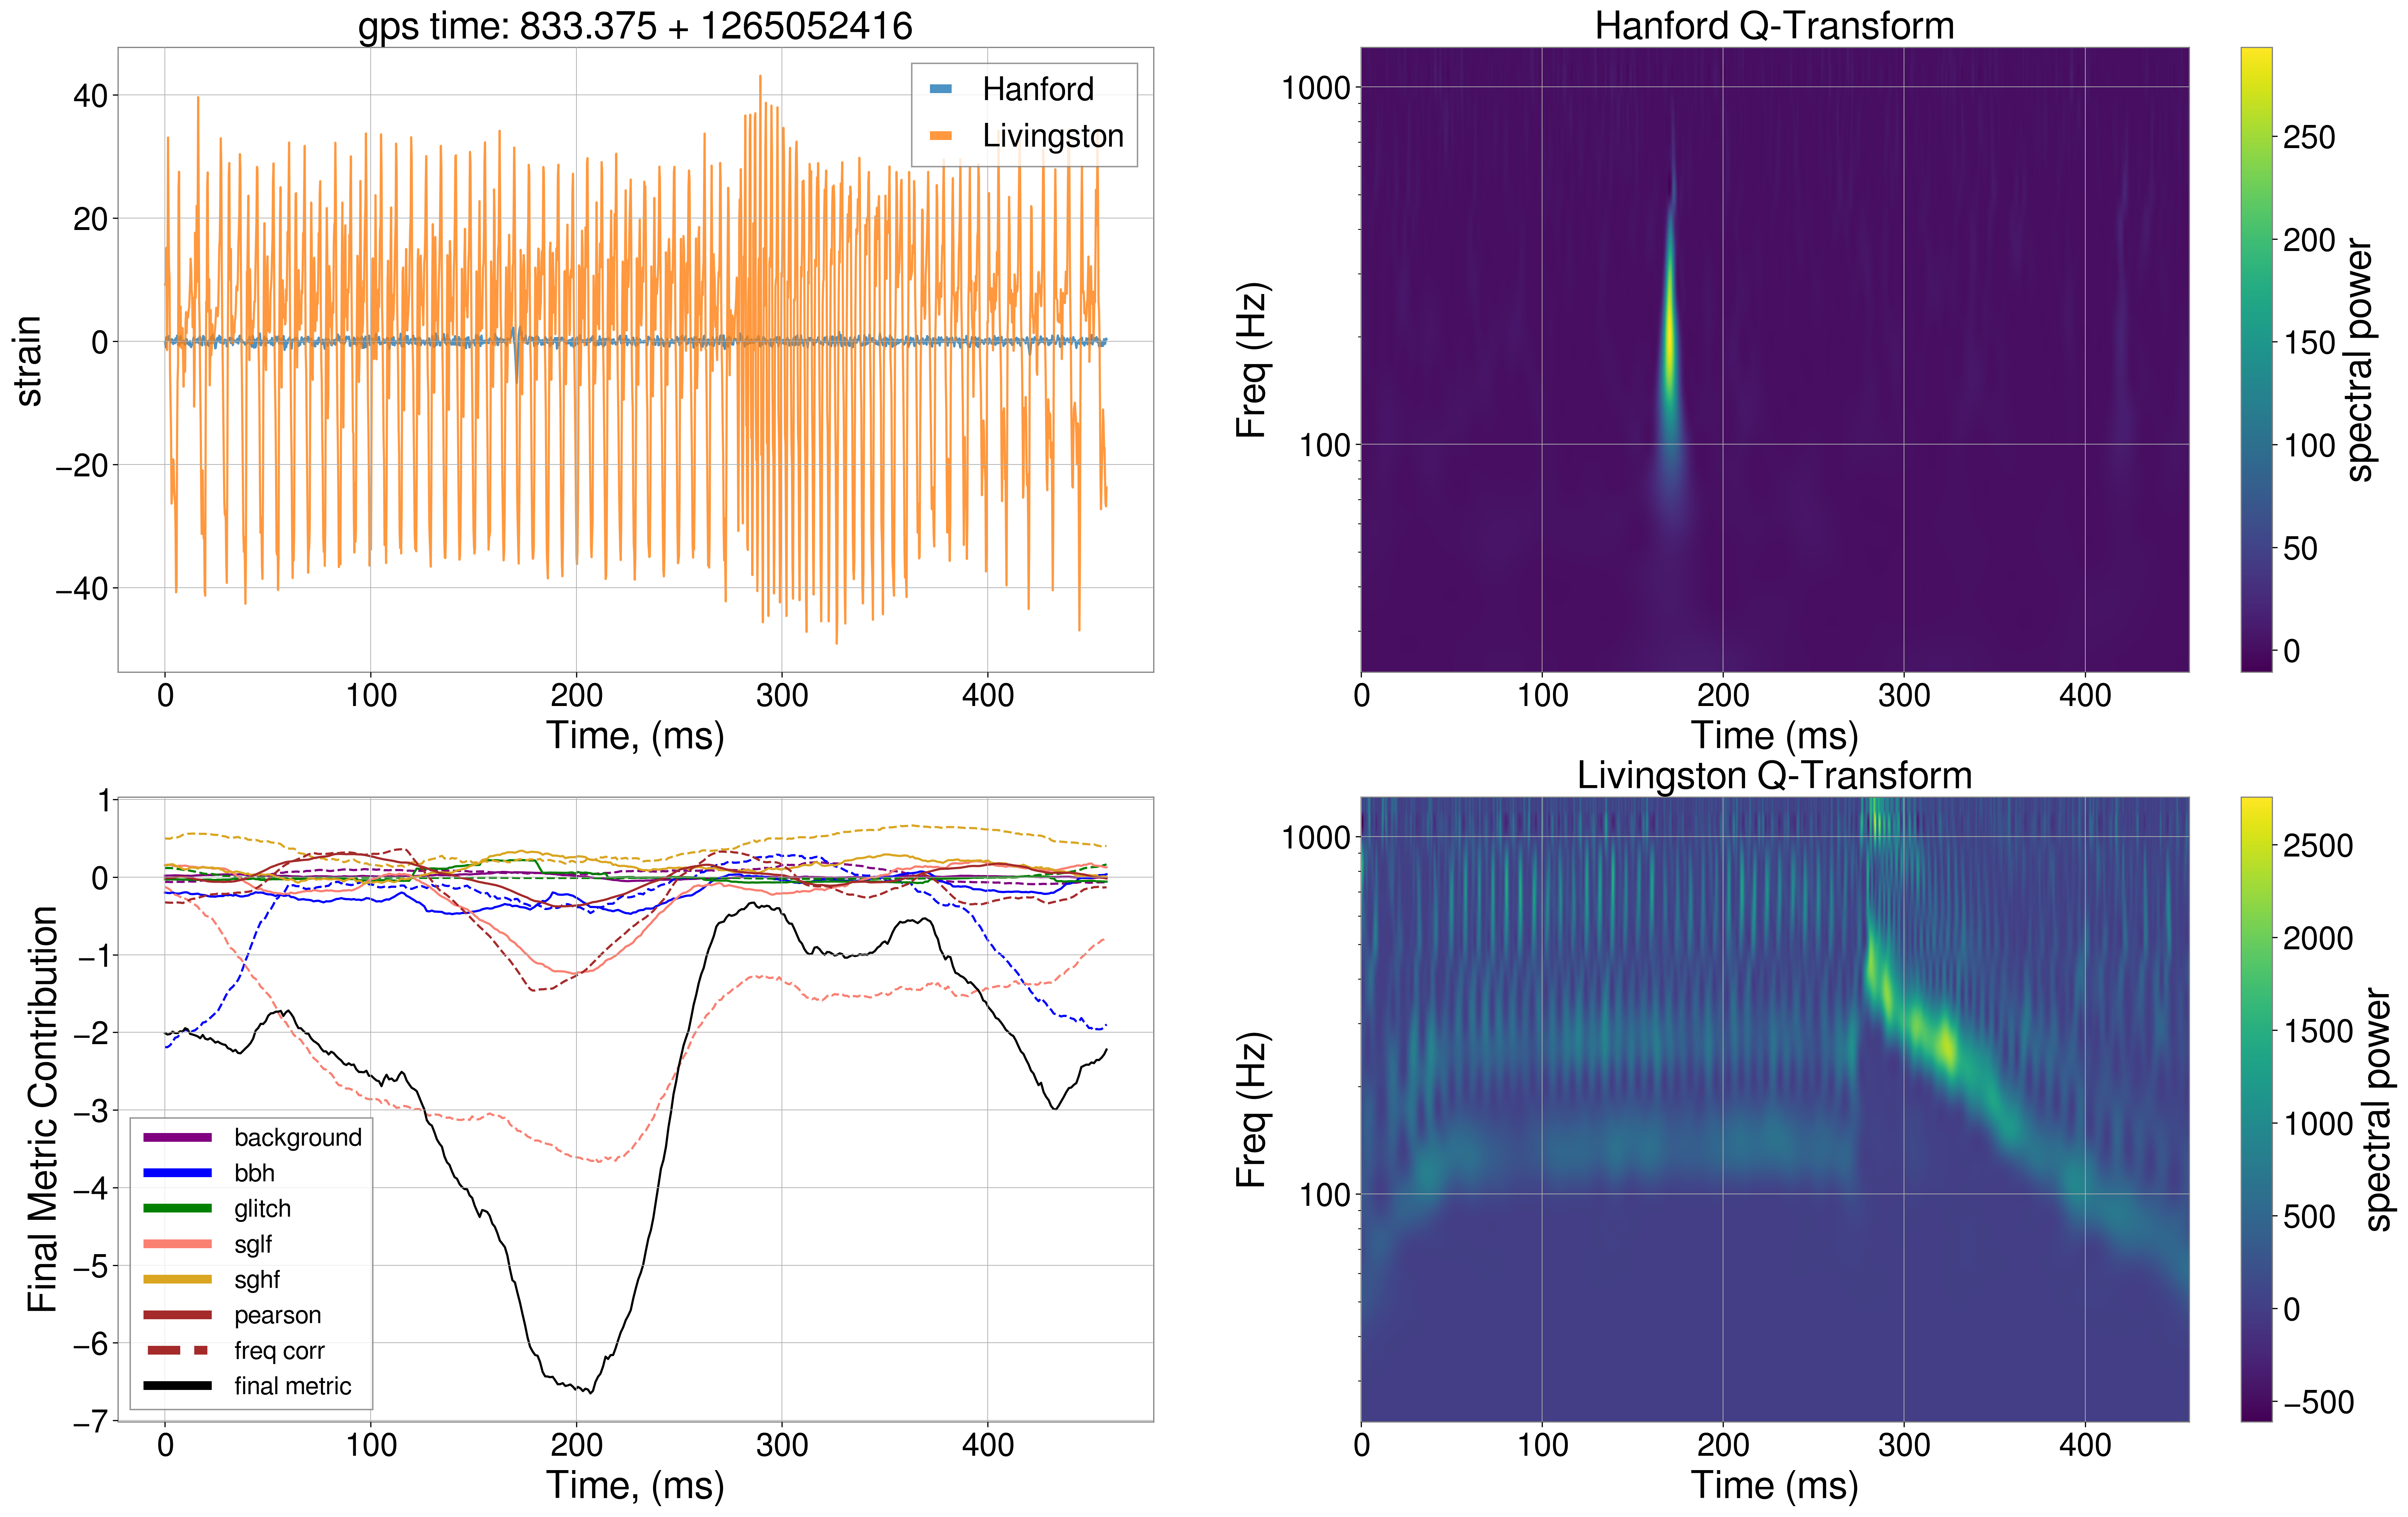 gps time: 833.375 + 1265052416
strain
40
20
0
−20
−40
Hanford
Livingston
0 100 200 300 400
Time, (ms)
Hanford Q-Transform
Freq (Hz)
1000
100
0 100 200 300 400
Time (ms)
250
200
150
100
50
0
spectral power
Final Metric Contribution
1
0
−1
−2
−3
−4
−5
−6
−7
background
bbh
glitch
sglf
sghf
pearson
freq corr
final metric
0 100 200 300 400
Time, (ms)
Livingston Q-Transform
Freq (Hz)
1000
100
0 100 200 300 400
Time (ms)
2500
2000
1500
1000
500
0
−500
spectral power